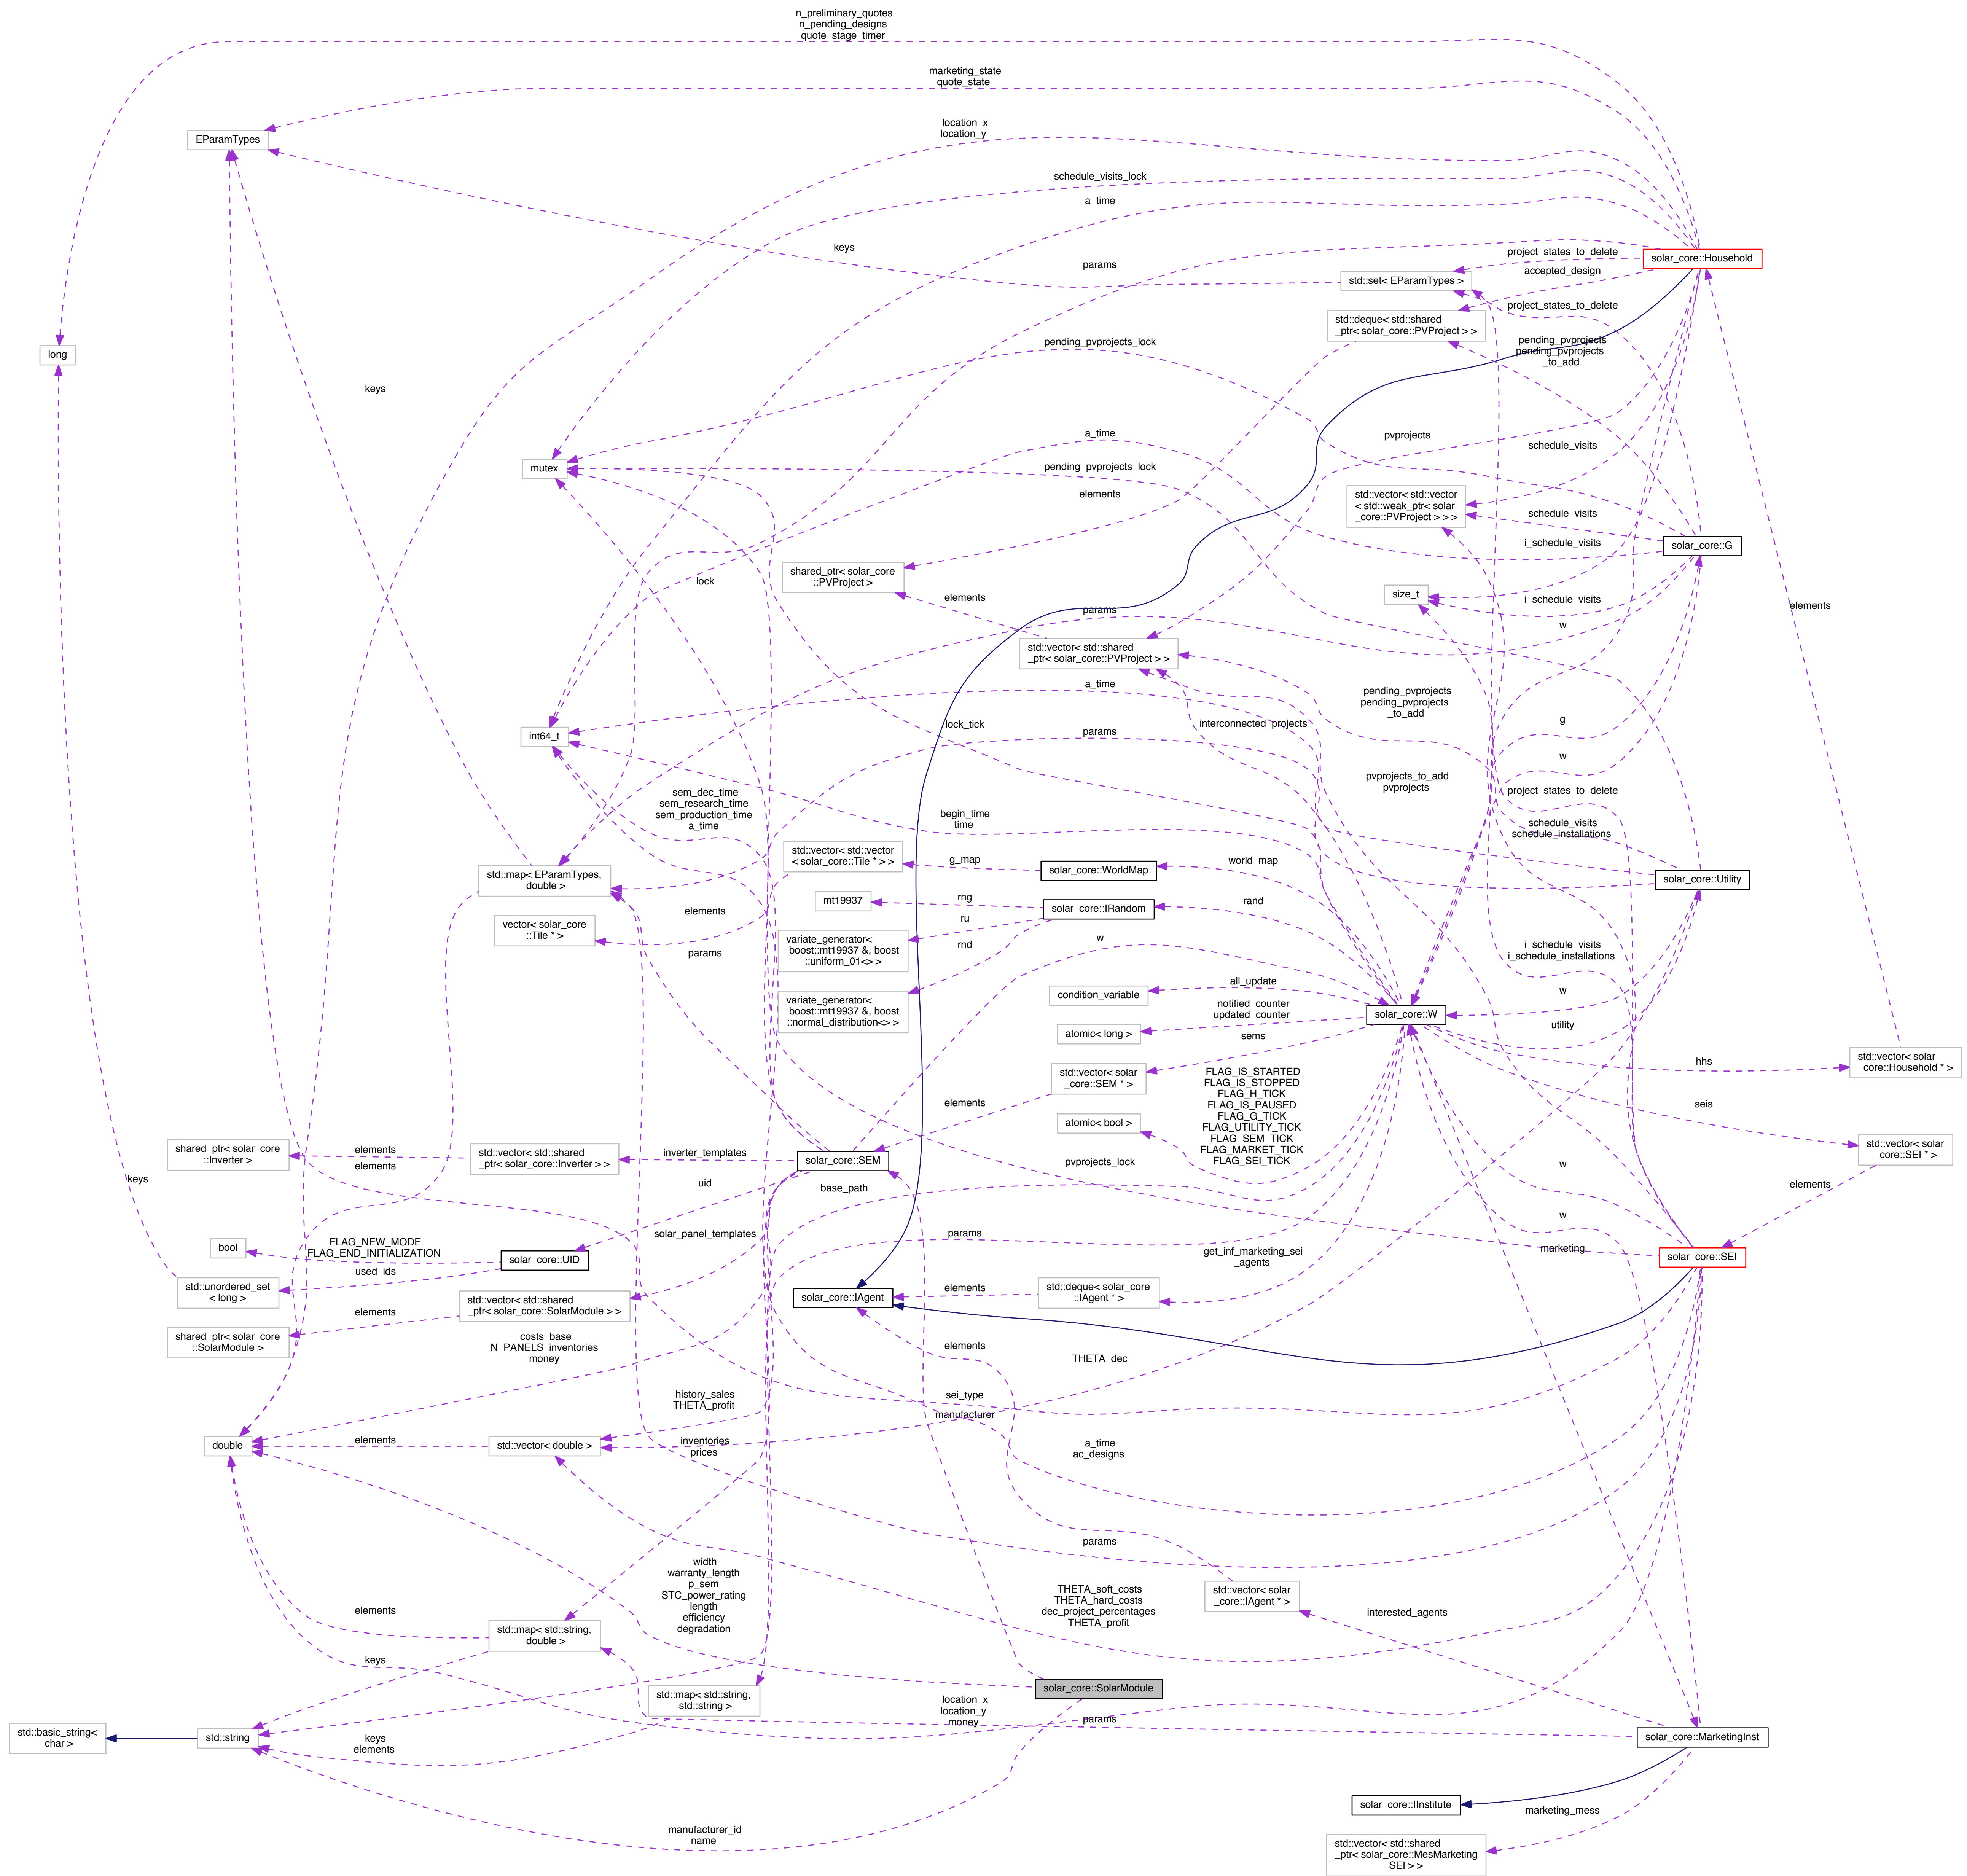 n_preliminary_quotes
n_pending_designs
quote_stage_timer
marketing_state
quote_state
location_x
location_y
EParamTypes
schedule_visits_lock
a_time
keys
project_states_to_delete
solar_core::Household
params
accepted_design
std::set< EParamTypes >
project_states_to_delete
std::deque< std::shared
_ptr< solar_core::PVProject > >
pending_pvprojects
pending_pvprojects
_to_add
pending_pvprojects_lock
long
keys
a_time
pvprojects
schedule_visits
mutex
pending_pvprojects_lock
elements
std::vector< std::vector
< std::weak_ptr< solar
_core::PVProject > > >
schedule_visits
i_schedule_visits
solar_core::G
shared_ptr< solar_core
::PVProject >
lock
elements
size_t
i_schedule_visits
elements
params
w
std::vector< std::shared
_ptr< solar_core::PVProject > >
a_time
pending_pvprojects
pending_pvprojects
_to_add
interconnected_projects
g
lock_tick
int64_t
params
w
pvprojects_to_add
pvprojects
sem_dec_time
sem_research_time
sem_production_time
a_time
project_states_to_delete
begin_time
time
schedule_visits
schedule_installations
std::vector< std::vector
< solar_core::Tile * > >
g_map
solar_core::WorldMap
world_map
std::map< EParamTypes,
double >
solar_core::Utility
mt19937
rng
solar_core::IRandom
rand
vector< solar_core
::Tile * >
elements
ru
variate_generator<
boost::mt19937 &, boost
::uniform_01<> >
rnd
w
params
i_schedule_visits
i_schedule_installations
all_update
condition_variable
w
variate_generator<
boost::mt19937 &, boost
::normal_distribution<> >
notified_counter
updated_counter
solar_core::W
utility
atomic< long >
sems
hhs
std::vector< solar
_core::Household * >
std::vector< solar
_core::SEM * >
FLAG_IS_STARTED
FLAG_IS_STOPPED
FLAG_H_TICK
FLAG_IS_PAUSED
FLAG_G_TICK
FLAG_UTILITY_TICK
FLAG_SEM_TICK
FLAG_MARKET_TICK
FLAG_SEI_TICK
elements
seis
atomic< bool >
shared_ptr< solar_core
::Inverter >
elements
elements
std::vector< std::shared
_ptr< solar_core::Inverter > >
inverter_templates
solar_core::SEM
pvprojects_lock
w
std::vector< solar
_core::SEI * >
keys
uid
base_path
elements
w
bool
FLAG_NEW_MODE
FLAG_END_INITIALIZATION
solar_core::UID
solar_panel_templates
params
get_inf_marketing_sei
_agents
marketing_
solar_core::SEI
used_ids
std::unordered_set
< long >
std::vector< std::shared
_ptr< solar_core::SolarModule > >
solar_core::IAgent
elements
std::deque< solar_core
::IAgent * >
elements
shared_ptr< solar_core
::SolarModule >
costs_base
N_PANELS_inventories
money
elements
THETA_dec
history_sales
THETA_profit
sei_type
manufacturer
double
elements
std::vector< double >
inventories
prices
a_time
ac_designs
params
width
warranty_length
p_sem
STC_power_rating
length
efficiency
degradation
THETA_soft_costs
THETA_hard_costs
dec_project_percentages
THETA_profit
std::vector< solar
_core::IAgent * >
interested_agents
elements
std::map< std::string,
double >
keys
std::map< std::string,
std::string >
solar_core::SolarModule
location_x
location_y
money
params
std::basic_string<
char >
std::string
keys
elements
solar_core::MarketingInst
solar_core::IInstitute
marketing_mess
manufacturer_id
name
std::vector< std::shared
_ptr< solar_core::MesMarketing
SEI > >